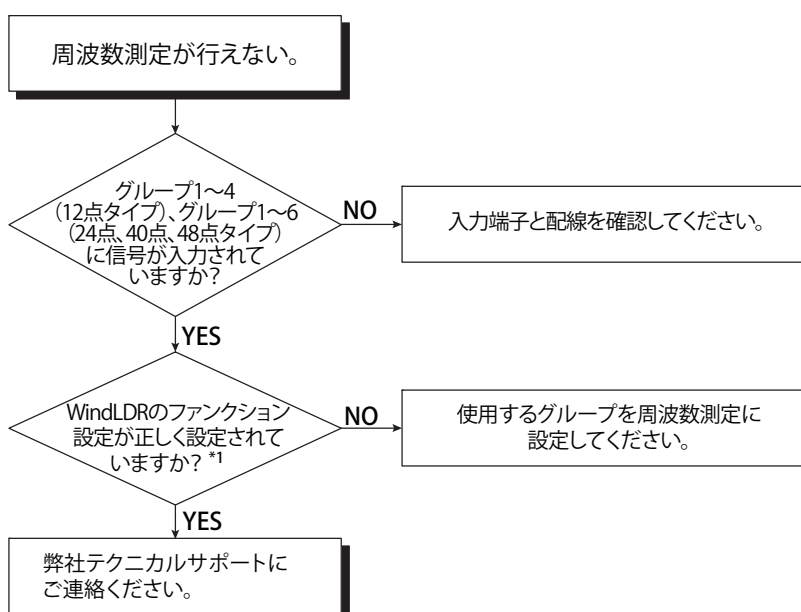 周波数測定が行えない。
グループ1～4
(12点タイプ)、グループ1～6
(24点、40点、48点タイプ)
に信号が入力されて
いますか？
NO
入力端子と配線を確認してください。
YES
WindLDRのファンクション
設定が正しく設定されて
いますか？ *1
NO
使用するグループを周波数測定に
設定してください。
YES
弊社テクニカルサポートに
ご連絡ください。